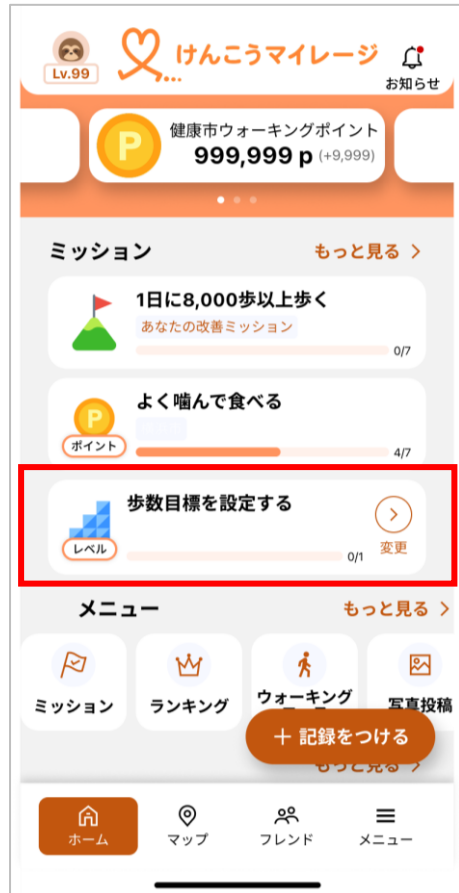 けんこうマイレージ
Lv.99
お知らせ
P
健康市ウォーキングポイント
999,999 p (+9,999)
ミッション
もっと見る
1日に8,000歩以上歩く
あなたの改善ミッション
0/7
よく噛んで食べる
P
ポイント
4/7
歩数目標を設定する
レベル
0/1
変更
メニュー
もっと見る
ミッション
ランキング
ウォーキング
写真投稿
+ 記録をつける
もっと見る
ホーム
マップ
フレンド
メニュー